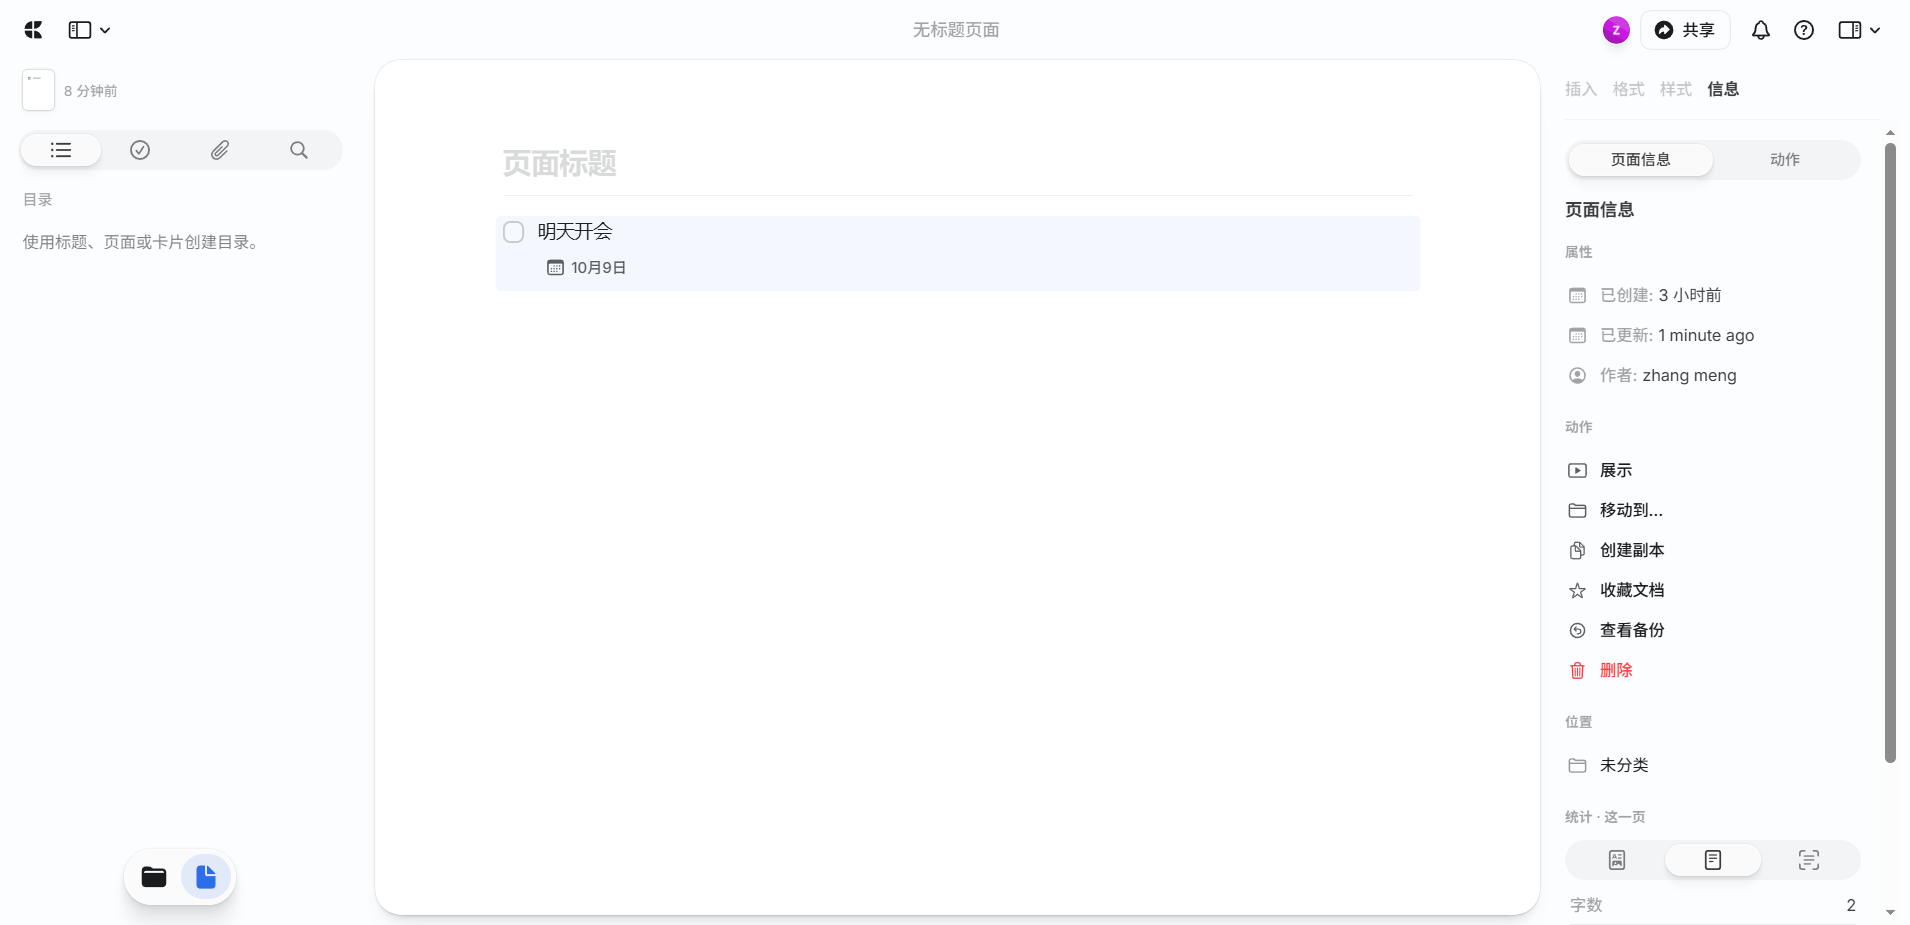 无标题页面
Z
共享
8 分钟前
目录
使用标题、页面或卡片创建目录。
页面标题
明天开会
10月9日
插入 格式 样式 信息
页面信息 动作
页面信息
属性
已创建: 3 小时前
已更新: 1 minute ago
作者: zhang meng
动作
展示
移动到...
创建副本
收藏文档
查看备份
删除
位置
未分类
统计 · 这一页
字数 2